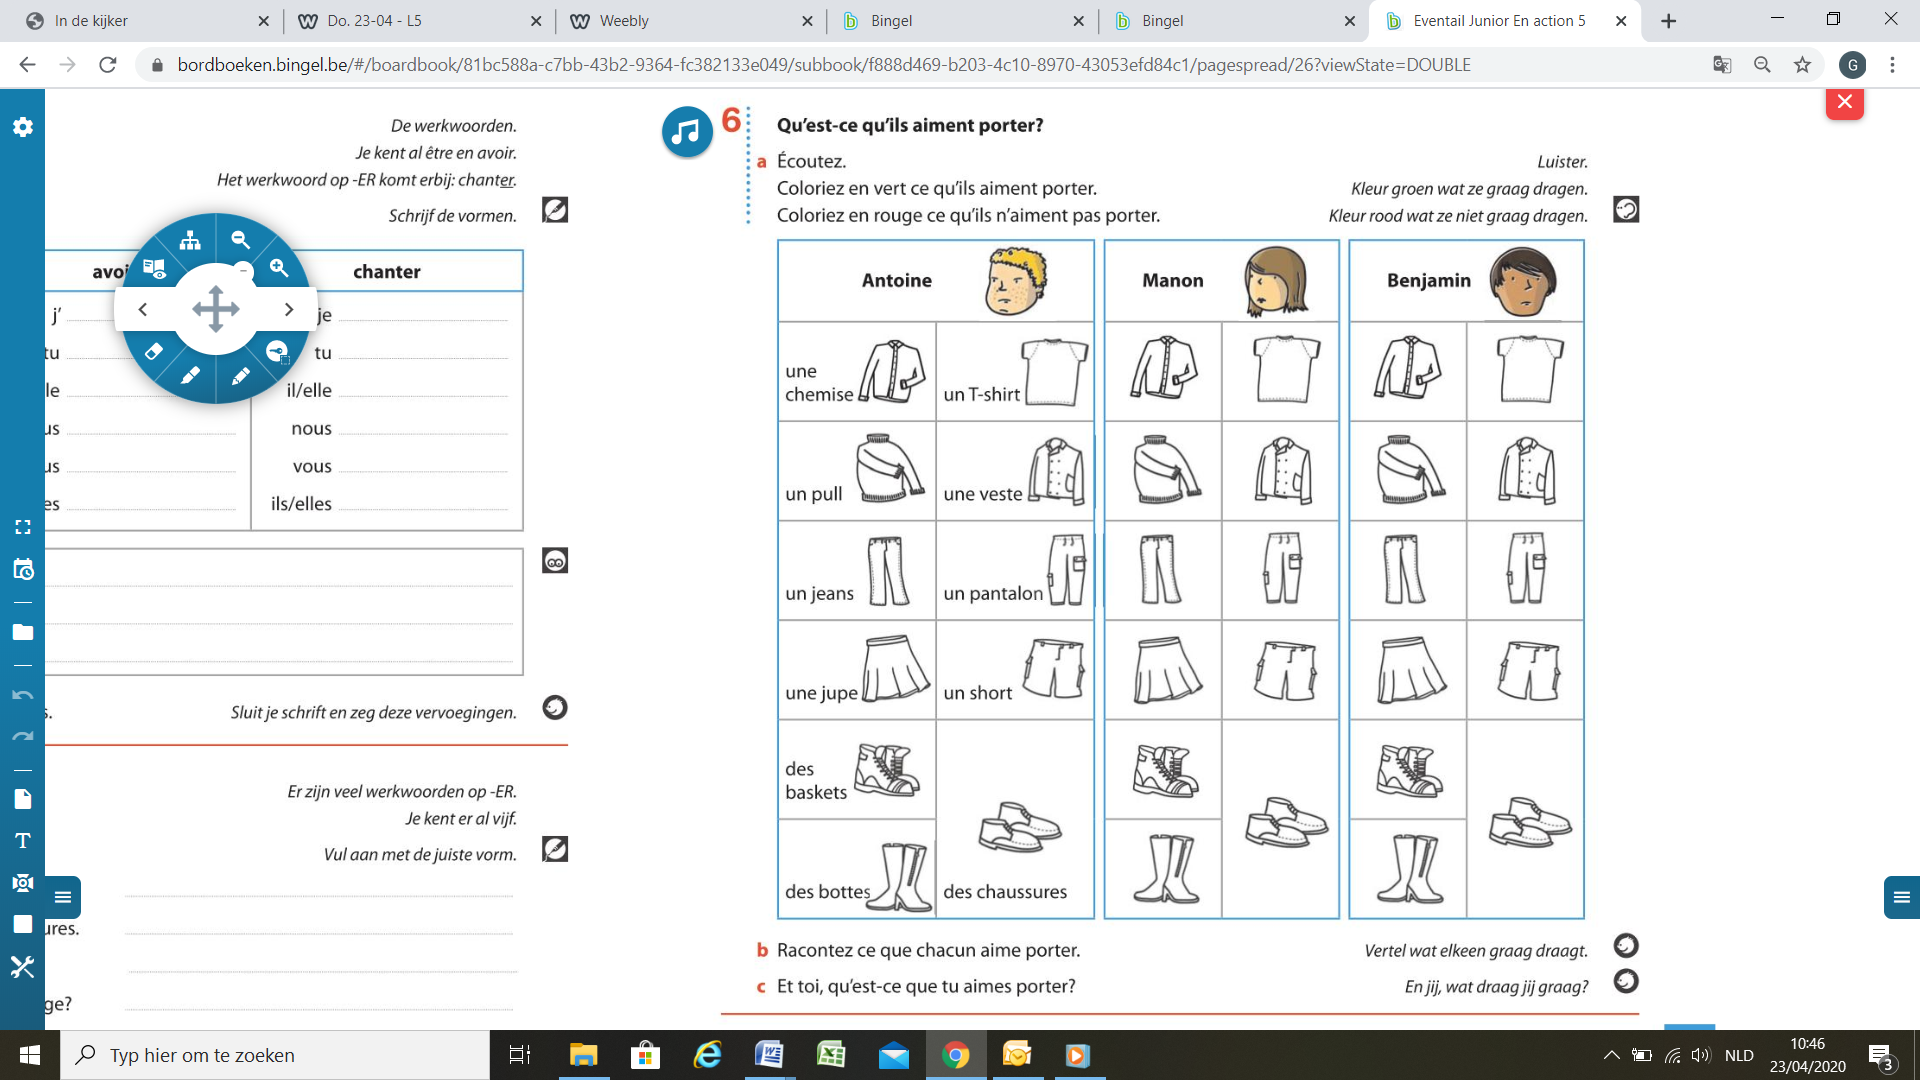 In de kijker
Do. 23-04 - L5
Weebly
Bingel
Bingel
Eventail Junior En action 5
bordboeken.bingel.be/#/boardbook/81bc588a-c7bb-43b2-9364-fc382133e049/subbook/f888d469-b203-4c10-8970-43053efd84c1/pagespread/26?viewState=DOUBLE
G
De werkwoorden.
Je kent al être en avoir.
Het werkwoord op -ER komt erbij: chanter.
Schrijf de vormen.
chanter
j'
je
tu
tu
il/elle
nous
vous
ils/elles
Sluit je schrift en zeg deze vervoegingen.
Er zijn veel werkwoorden op -ER.
Je kent er al vijf.
Vul aan met de juiste vorm.
T
6
Qu'est-ce qu'ils aiment porter?
a Écoutez.
Luister.
Coloriez en vert ce qu'ils aiment porter.
Kleur groen wat ze graag dragen.
Coloriez en rouge ce qu'ils n'aiment pas porter.
Kleur rood wat ze niet graag dragen.
Antoine
Manon
Benjamin
une
chemise
un T-shirt
un pull
une veste
un jeans
un pantalon
une jupe
un short
des
baskets
des bottes
des chaussures
b Racontez ce que chacun aime porter.
Vertel wat elkeen graag draagt.
c Et toi, qu'est-ce que tu aimes porter?
En jij, wat draag jij graag?
Typ hier om te zoeken
NLD
10:46
23/04/2020
3